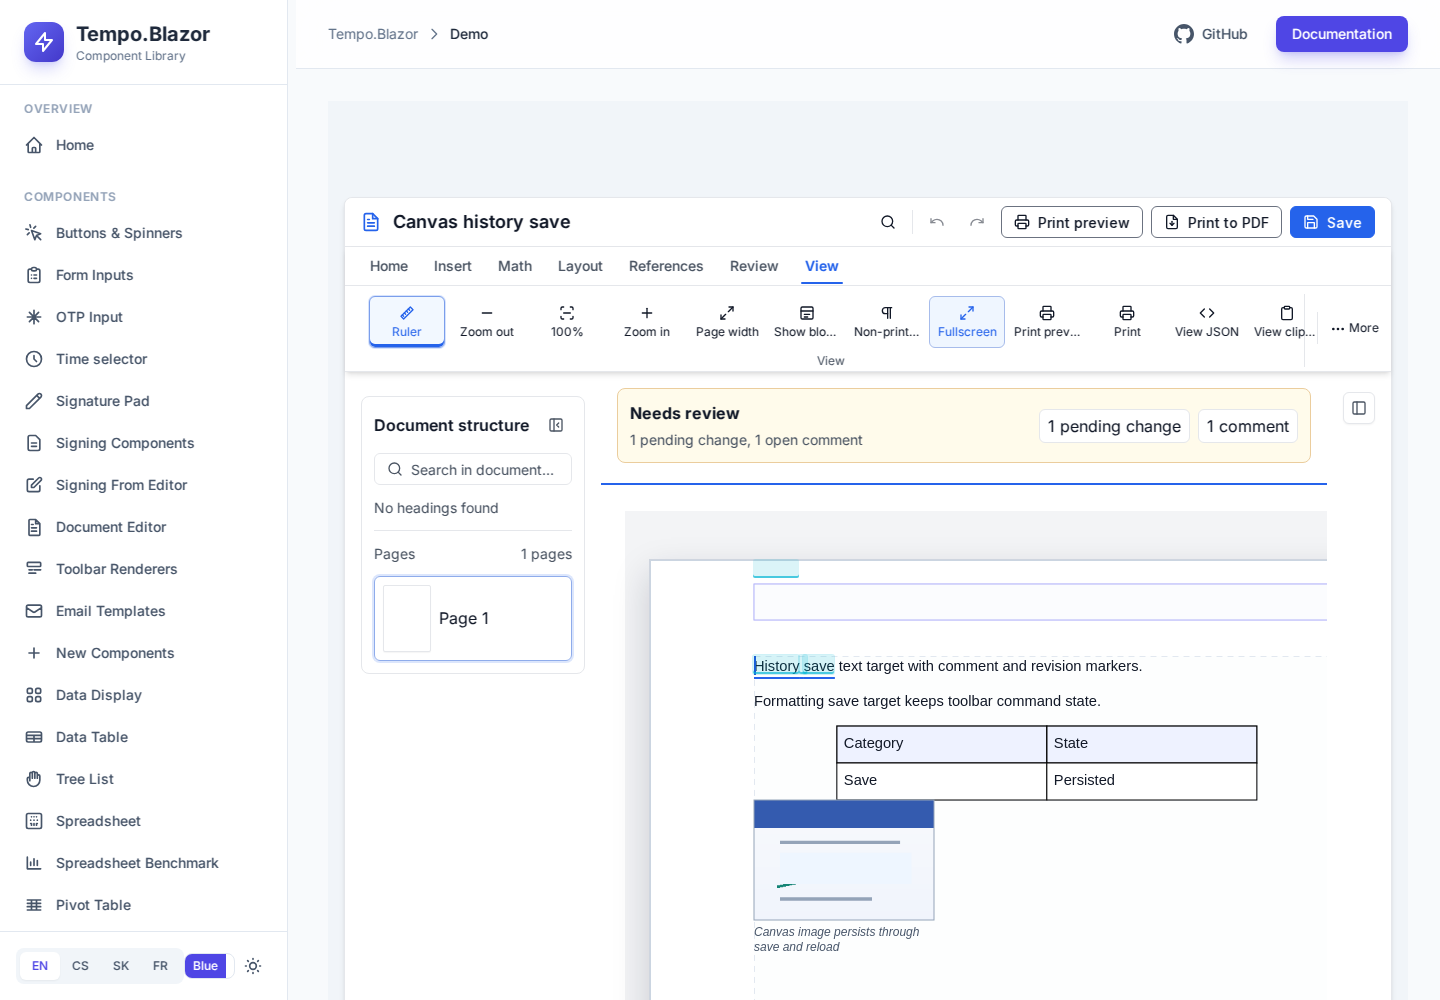 Tempo.Blazor
Component Library
OVERVIEW
Home
COMPONENTS
Buttons & Spinners
Form Inputs
OTP Input
Time selector
Signature Pad
Signing Components
Signing From Editor
Document Editor
Toolbar Renderers
Email Templates
New Components
Data Display
Data Table
Tree List
Spreadsheet
Spreadsheet Benchmark
Pivot Table
EN CS SK FR Blue
Tempo.Blazor > Demo
GitHub
Documentation
Canvas history save
Print preview
Print to PDF
Save
Home Insert Math Layout References Review View
Ruler Zoom out 100% Zoom in Page width Show blo... Non-print... Fullscreen Print prev... Print View JSON View clip... ... More
View
Document structure
Search in document...
No headings found
Pages 1 pages
Page 1
Needs review
1 pending change, 1 open comment
1 pending change 1 comment
History save text target with comment and revision markers.
Formatting save target keeps toolbar command state.
Category State
Save Persisted
Canvas image persists through
save and reload